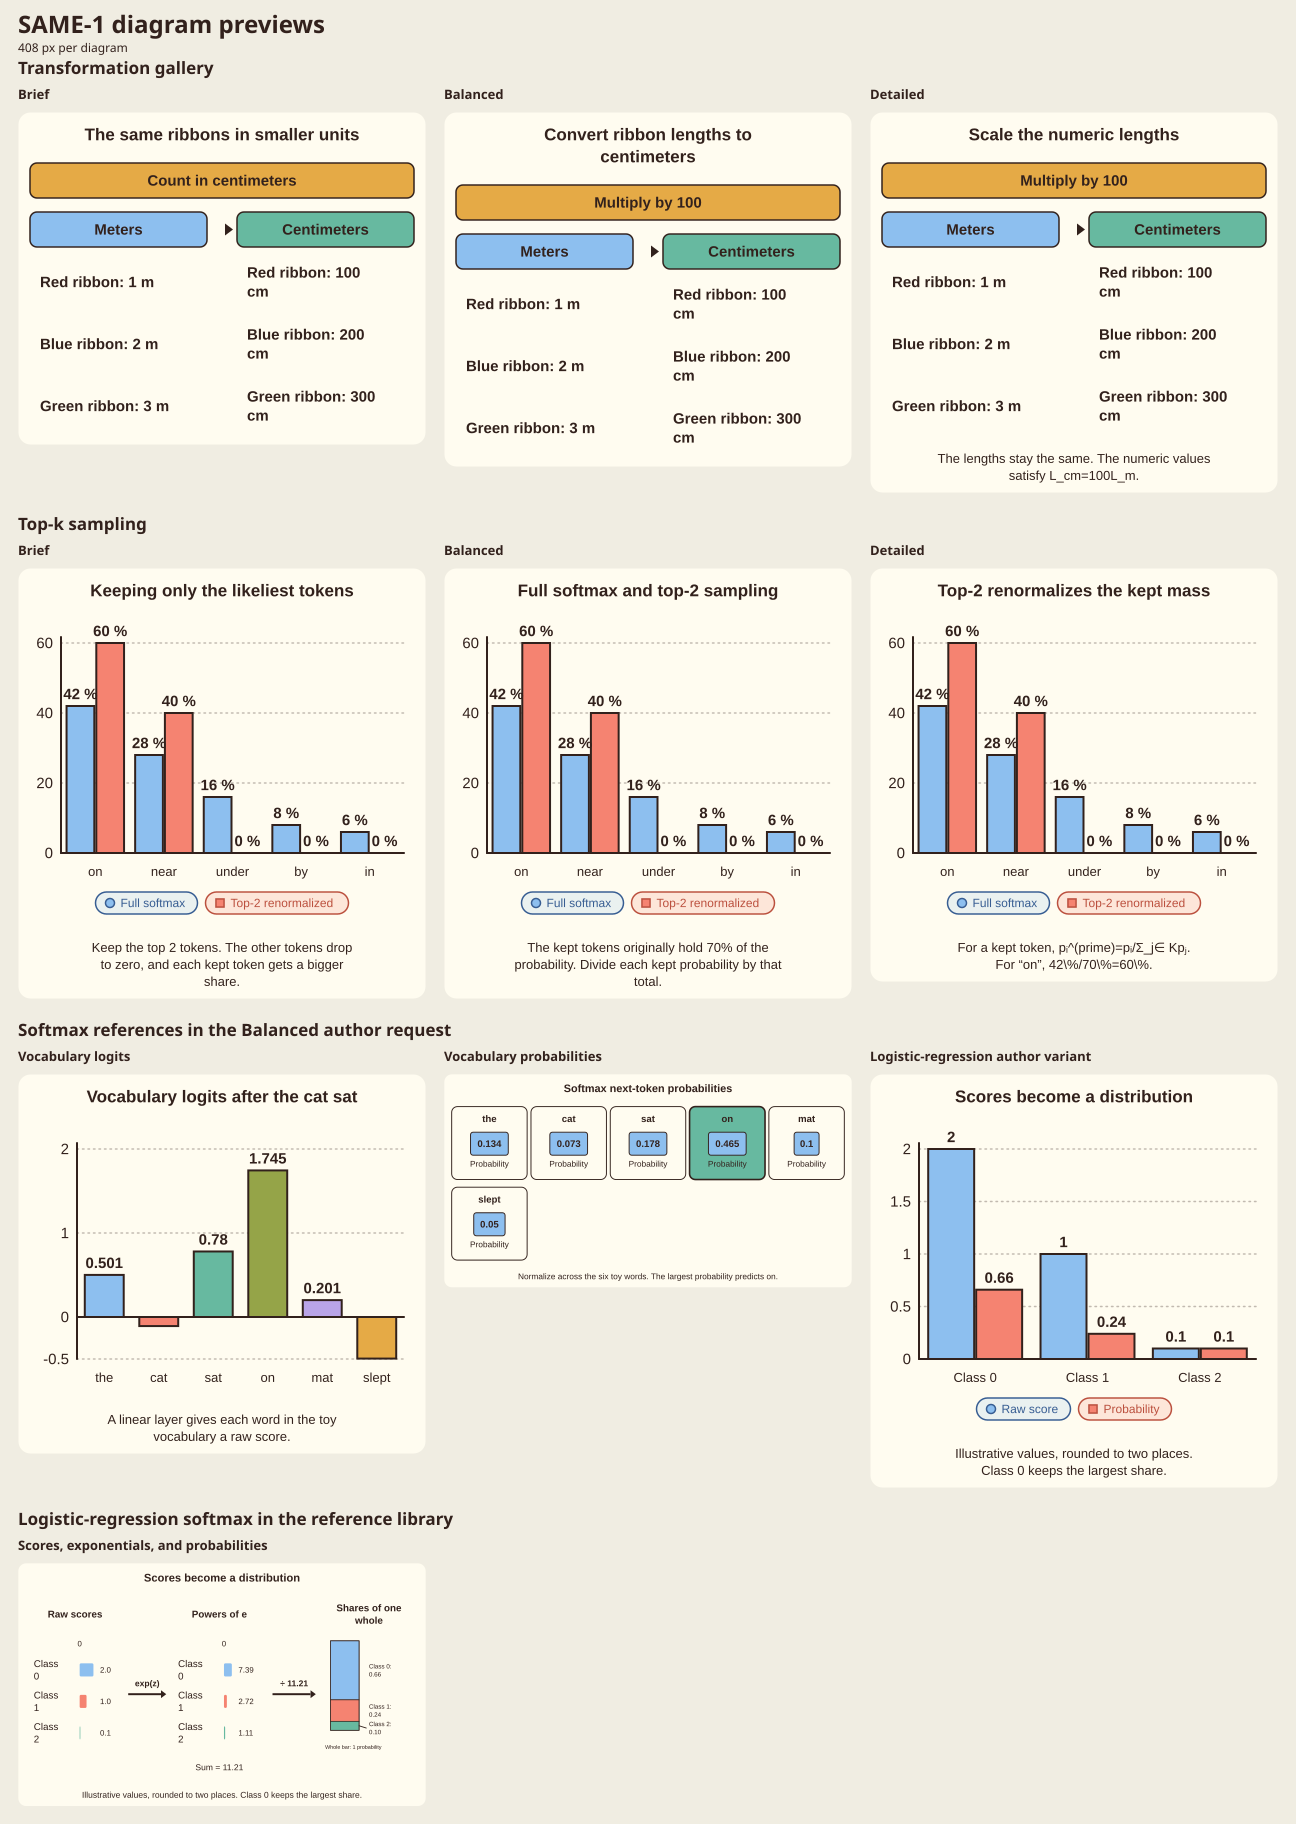 SAME-1 diagram previews
408 px per diagram
Transformation gallery
Brief
Balanced
Detailed
The same ribbons in smaller units
Count in centimeters
Meters
Centimeters
Red ribbon: 1 m
Red ribbon: 100
cm
Blue ribbon: 2 m
Blue ribbon: 200
cm
Green ribbon: 3 m
Green ribbon: 300
cm
Convert ribbon lengths to
centimeters
Multiply by 100
Meters
Centimeters
Red ribbon: 1 m
Red ribbon: 100
cm
Blue ribbon: 2 m
Blue ribbon: 200
cm
Green ribbon: 3 m
Green ribbon: 300
cm
Scale the numeric lengths
Multiply by 100
Meters
Centimeters
Red ribbon: 1 m
Red ribbon: 100
cm
Blue ribbon: 2 m
Blue ribbon: 200
cm
Green ribbon: 3 m
Green ribbon: 300
cm
The lengths stay the same. The numeric values
satisfy L_cm=100L_m.
Top-k sampling
Brief
Balanced
Detailed
Keeping only the likeliest tokens
60
40
20
0
42 %
60 %
28 %
40 %
16 %
0 %
8 %
0 %
6 %
0 %
on
near
under
by
in
Full softmax
Top-2 renormalized
Keep the top 2 tokens. The other tokens drop
to zero, and each kept token gets a bigger
share.
Full softmax and top-2 sampling
60
40
20
0
42 %
60 %
28 %
40 %
16 %
0 %
8 %
0 %
6 %
0 %
on
near
under
by
in
Full softmax
Top-2 renormalized
The kept tokens originally hold 70% of the
probability. Divide each kept probability by that
total.
Top-2 renormalizes the kept mass
60
40
20
0
42 %
60 %
28 %
40 %
16 %
0 %
8 %
0 %
6 %
0 %
on
near
under
by
in
Full softmax
Top-2 renormalized
For a kept token, pᵢ^(prime)=pᵢ/Σ_j∈ Kpⱼ.
For “on”, 42\%/70\%=60\%.
Softmax references in the Balanced author request
Vocabulary logits
Vocabulary probabilities
Logistic-regression author variant
Vocabulary logits after the cat sat
2
1
0
-0.5
0.501
0.78
1.745
0.201
the
cat
sat
on
mat
slept
A linear layer gives each word in the toy
vocabulary a raw score.
Softmax next-token probabilities
the
0.134
Probability
cat
0.073
Probability
sat
0.178
Probability
on
0.465
Probability
mat
0.1
Probability
slept
0.05
Probability
Normalize across the six toy words. The largest probability predicts on.
Scores become a distribution
2
1.5
1
0.5
0
2
0.66
1
0.24
0.1
0.1
Class 0
Class 1
Class 2
Raw score
Probability
Illustrative values, rounded to two places.
Class 0 keeps the largest share.
Logistic-regression softmax in the reference library
Scores, exponentials, and probabilities
Scores become a distribution
Raw scores
0
Class
0
2.0
Class
1
1.0
Class
2
0.1
exp(z)
Powers of e
0
Class
0
7.39
Class
1
2.72
Class
2
1.11
Sum = 11.21
÷ 11.21
Shares of one
whole
Class 0:
0.66
Class 1:
0.24
Class 2:
0.10
Whole bar: 1 probability
Illustrative values, rounded to two places. Class 0 keeps the largest share.